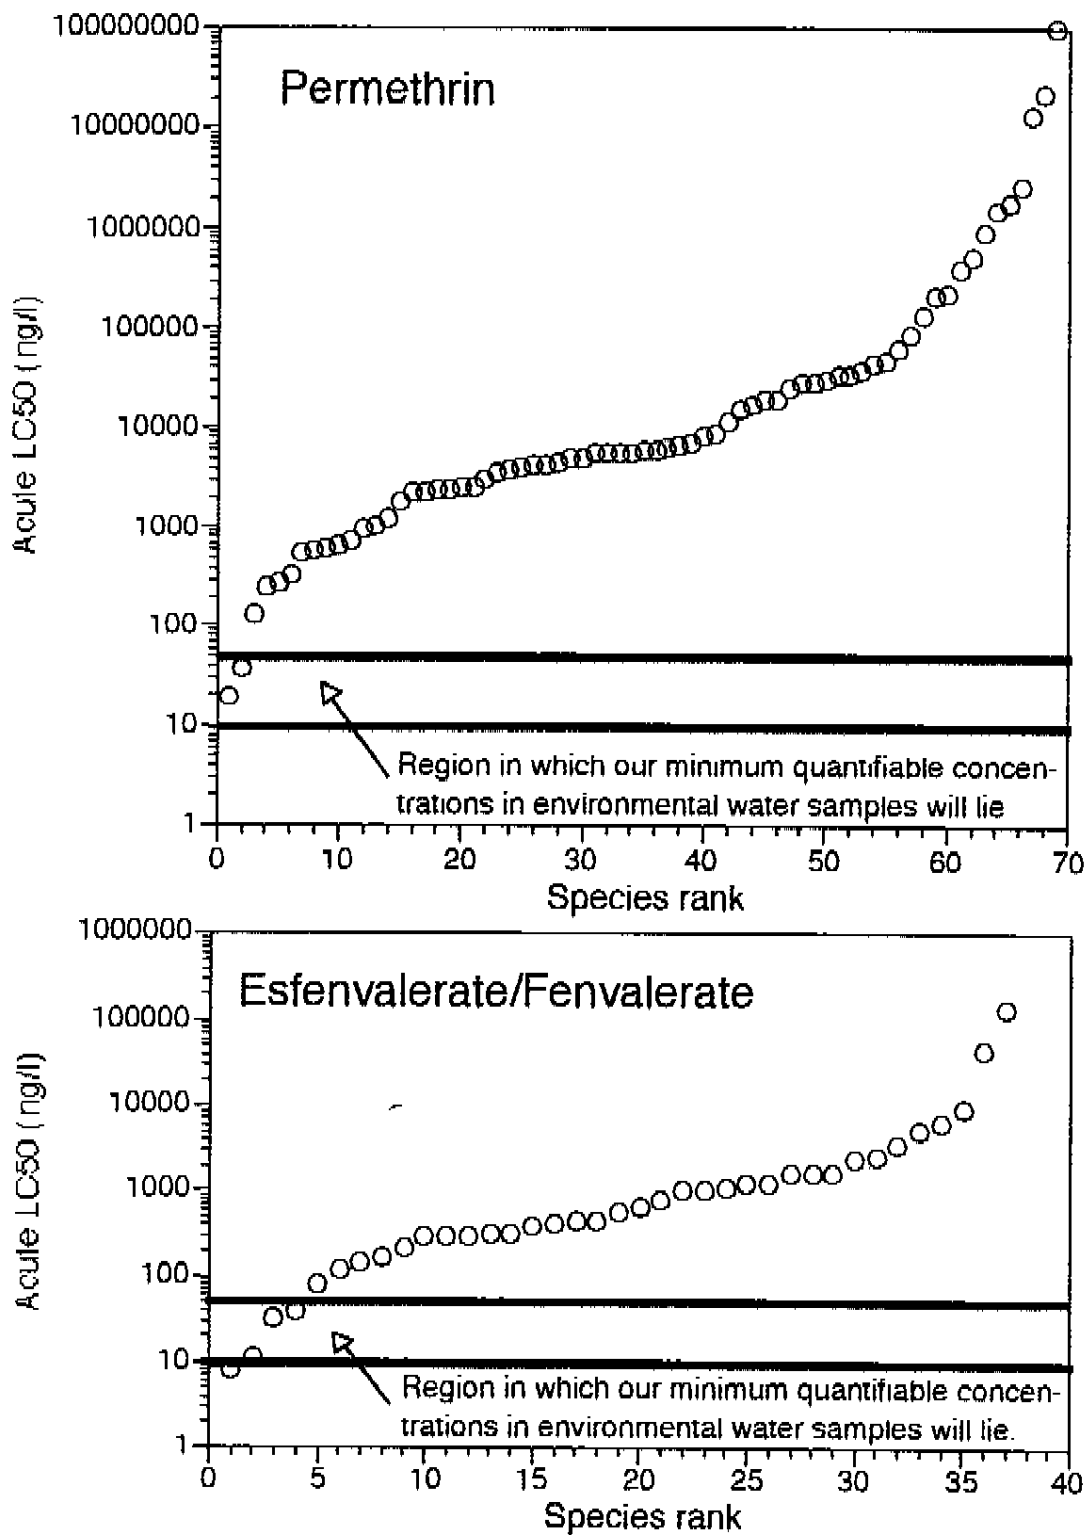 Permethrin
Acute LC50 (ng/l)
100000000
10000000
1000000
100000
10000
1000
100
10
1
Region in which our minimum quantifiable concen-
trations in environmental water samples will lie
0 10 20 30 40 50 60 70
Species rank
Esfenvalerate/Fenvalerate
Acute LC50 (ng/l)
1000000
100000
10000
1000
100
10
1
Region in which our minimum quantifiable concen-
trations in environmental water samples will lie.
0 5 10 15 20 25 30 35 40
Species rank